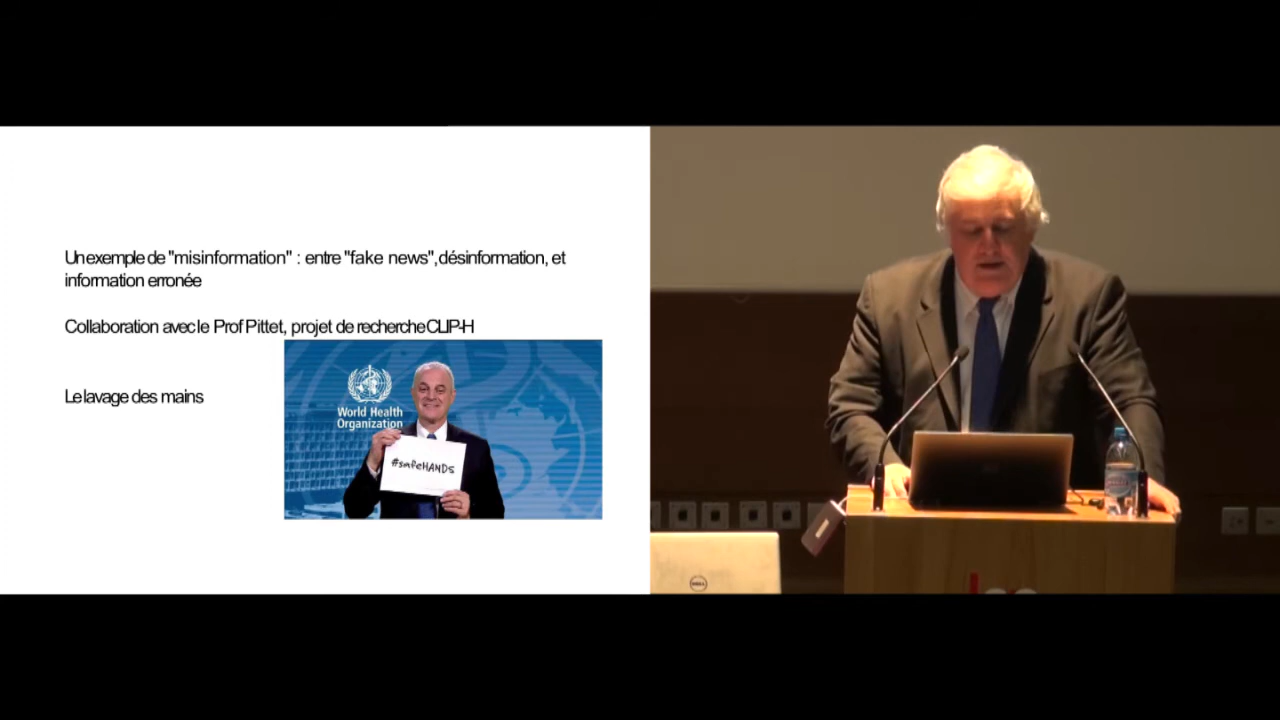 Un exemple de "misinformation" : entre "fake news", désinformation, et
information erronée
Collaboration avec le Prof Pittet, projet de recherche CLIP-H
World Health
Organization
Le lavage des mains
#safeHANDS
DELL